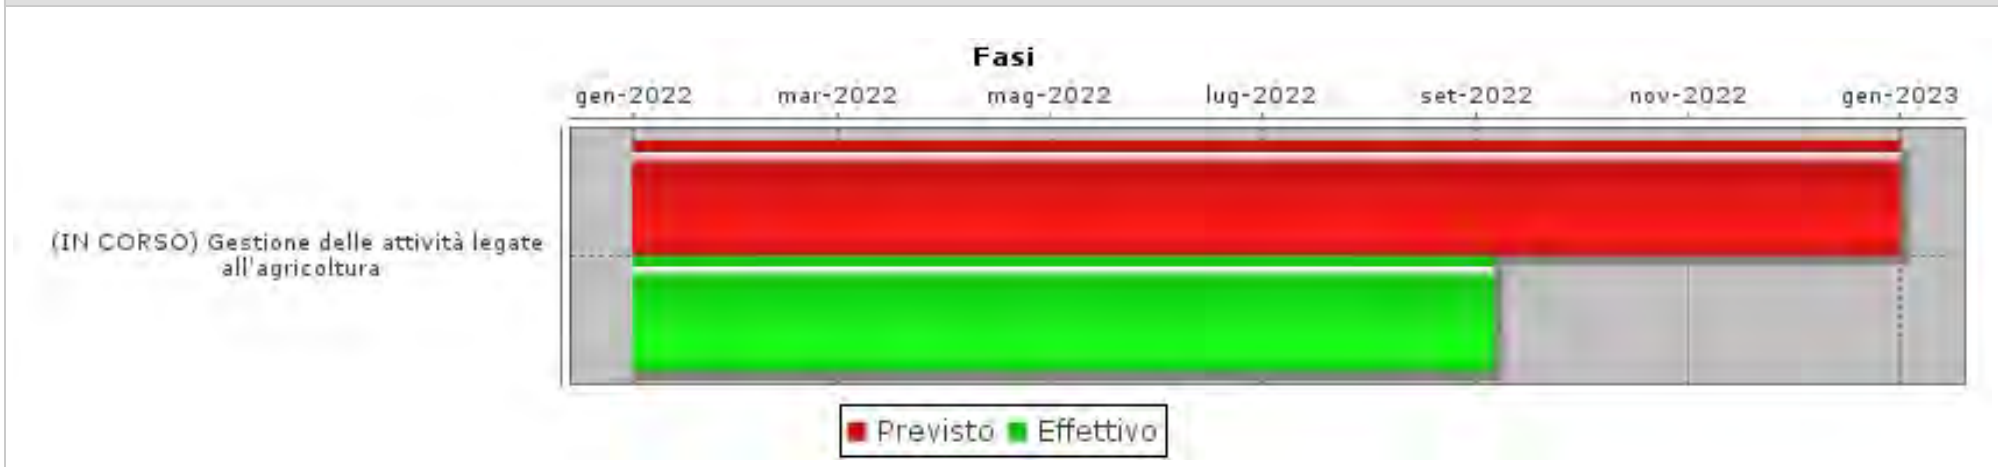 Fasi
gen-2022 mar-2022 mag-2022 lug-2022 set-2022 nov-2022 gen-2023
(IN CORSO) Gestione delle attività legate
all'agricoltura
Previsto Effettivo